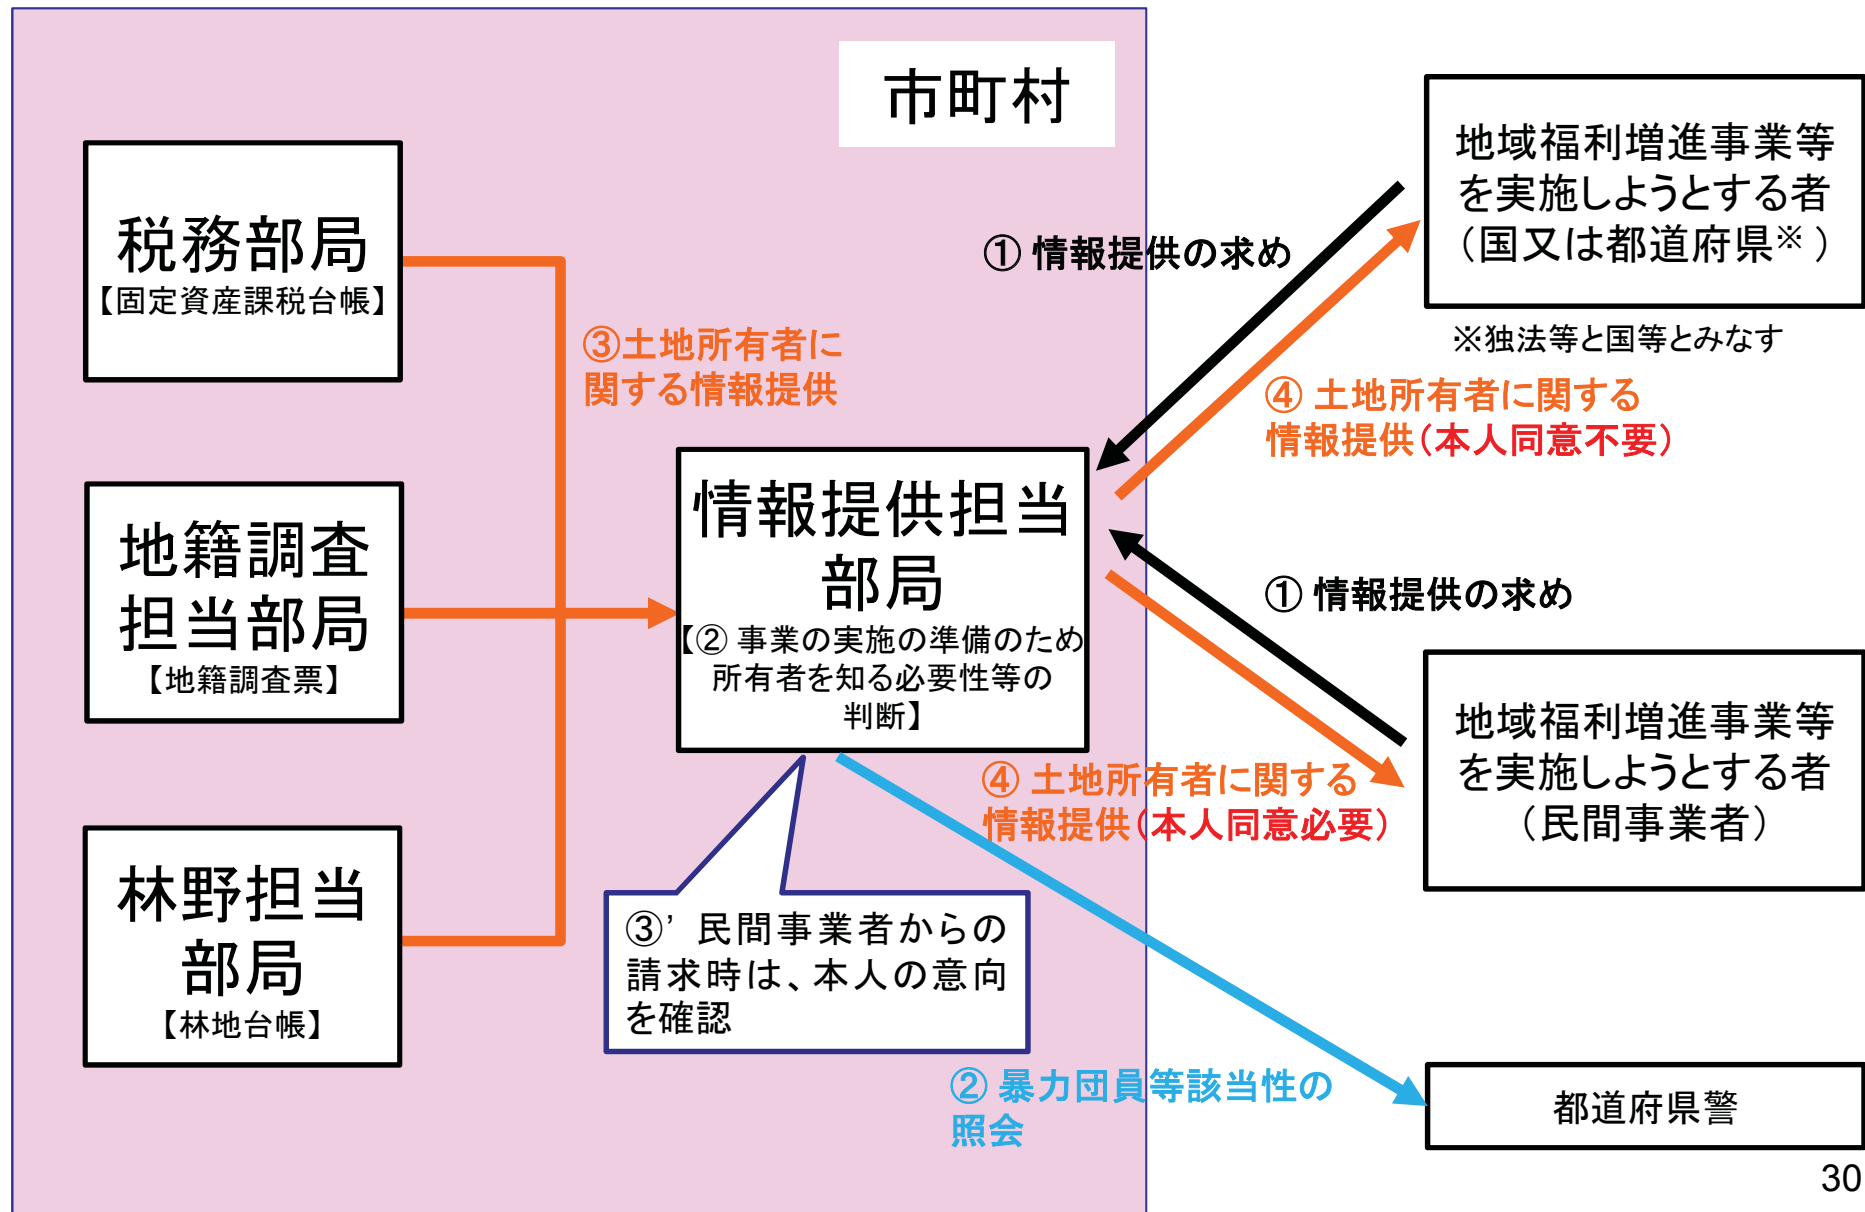 市町村
税務部局
【固定資産課税台帳】
地籍調査
担当部局
【地籍調査票】
林野担当
部局
【林地台帳】
③土地所有者に
関する情報提供
情報提供担当
部局
【② 事業の実施の準備のため
所有者を知る必要性等の
判断】
③’ 民間事業者からの
請求時は、本人の意向
を確認
① 情報提供の求め
④ 土地所有者に関する
情報提供(本人同意不要)
① 情報提供の求め
④ 土地所有者に関する
情報提供(本人同意必要)
② 暴力団員等該当性の
照会
地域福利増進事業等
を実施しようとする者
(国又は都道府県※ )
※独法等と国等とみなす
地域福利増進事業等
を実施しようとする者
(民間事業者)
都道府県警
30